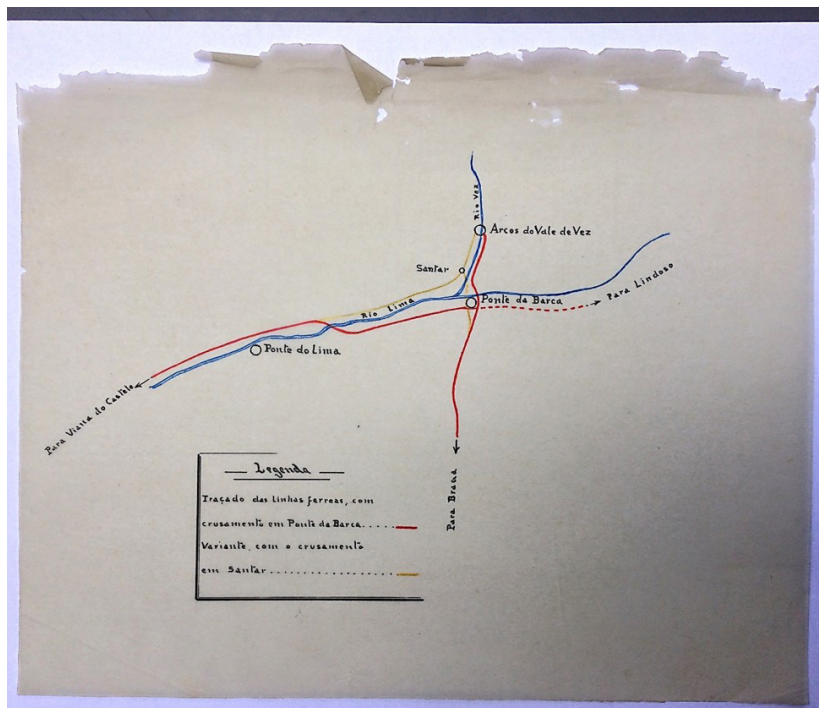 Rio Vez
Arcos do Vale de Vez
Santar
Para Lindoso
Ponte da Barca
Rio Lima
Ponte do Lima
Para Vianna do Castelo
Para Braga
Legenda
Traçado das linhas ferreas, com
crusamento em Ponte da Barca.....
Variante, com o crusamento
em Santar......................